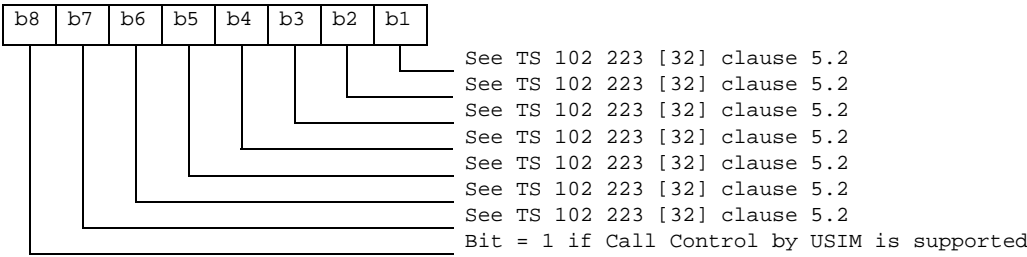 b8 b7 b6 b5 b4 b3 b2 b1
See TS 102 223 [32] clause 5.2
See TS 102 223 [32] clause 5.2
See TS 102 223 [32] clause 5.2
See TS 102 223 [32] clause 5.2
See TS 102 223 [32] clause 5.2
See TS 102 223 [32] clause 5.2
See TS 102 223 [32] clause 5.2
Bit = 1 if Call Control by USIM is supported